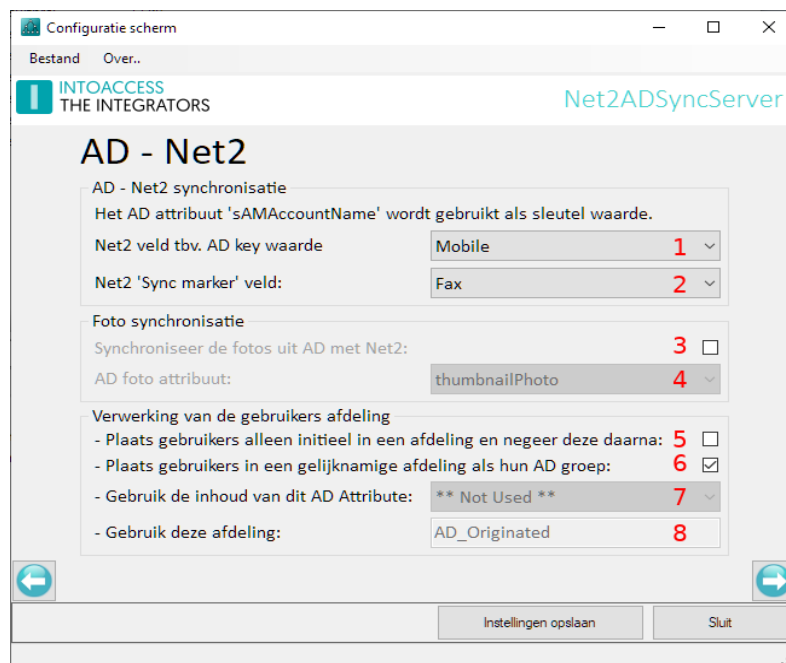 Configuratie scherm
Bestand Over..
INTOACCESS
THE INTEGRATORS
Net2ADSyncServer
AD - Net2
AD - Net2 synchronisatie
Het AD attribuut 'sAMAccountName' wordt gebruikt als sleutel waarde.
Net2 veld tbv. AD key waarde Mobile 1
Net2 'Sync marker' veld: Fax 2
Foto synchronisatie
Synchroniseer de fotos uit AD met Net2: 3
AD foto attribuut: thumbnailPhoto 4
Verwerking van de gebruikers afdeling
- Plaats gebruikers alleen initieel in een afdeling en negeer deze daarna: 5
- Plaats gebruikers in een gelijknamige afdeling als hun AD groep: 6
- Gebruik de inhoud van dit AD Attribute: ** Not Used ** 7
- Gebruik deze afdeling: AD_Originated 8
Instellingen opslaan Sluit